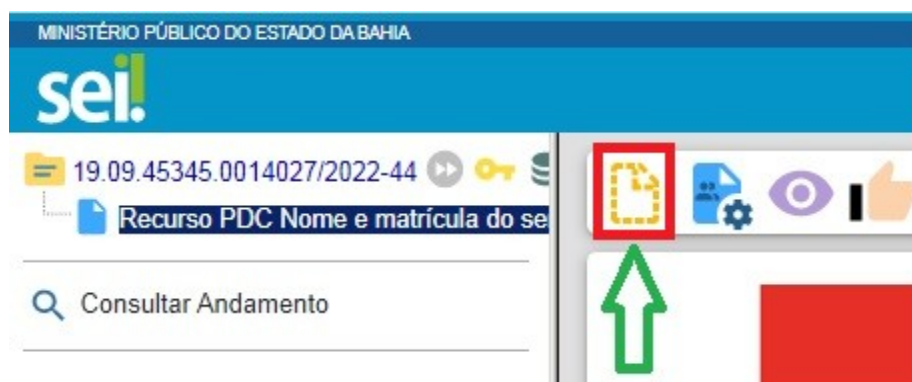 MINISTÉRIO PÚBLICO DO ESTADO DA BAHIA
sei!
19.09.45345.0014027/2022-44
Recurso PDC Nome e matrícula do se
Consultar Andamento